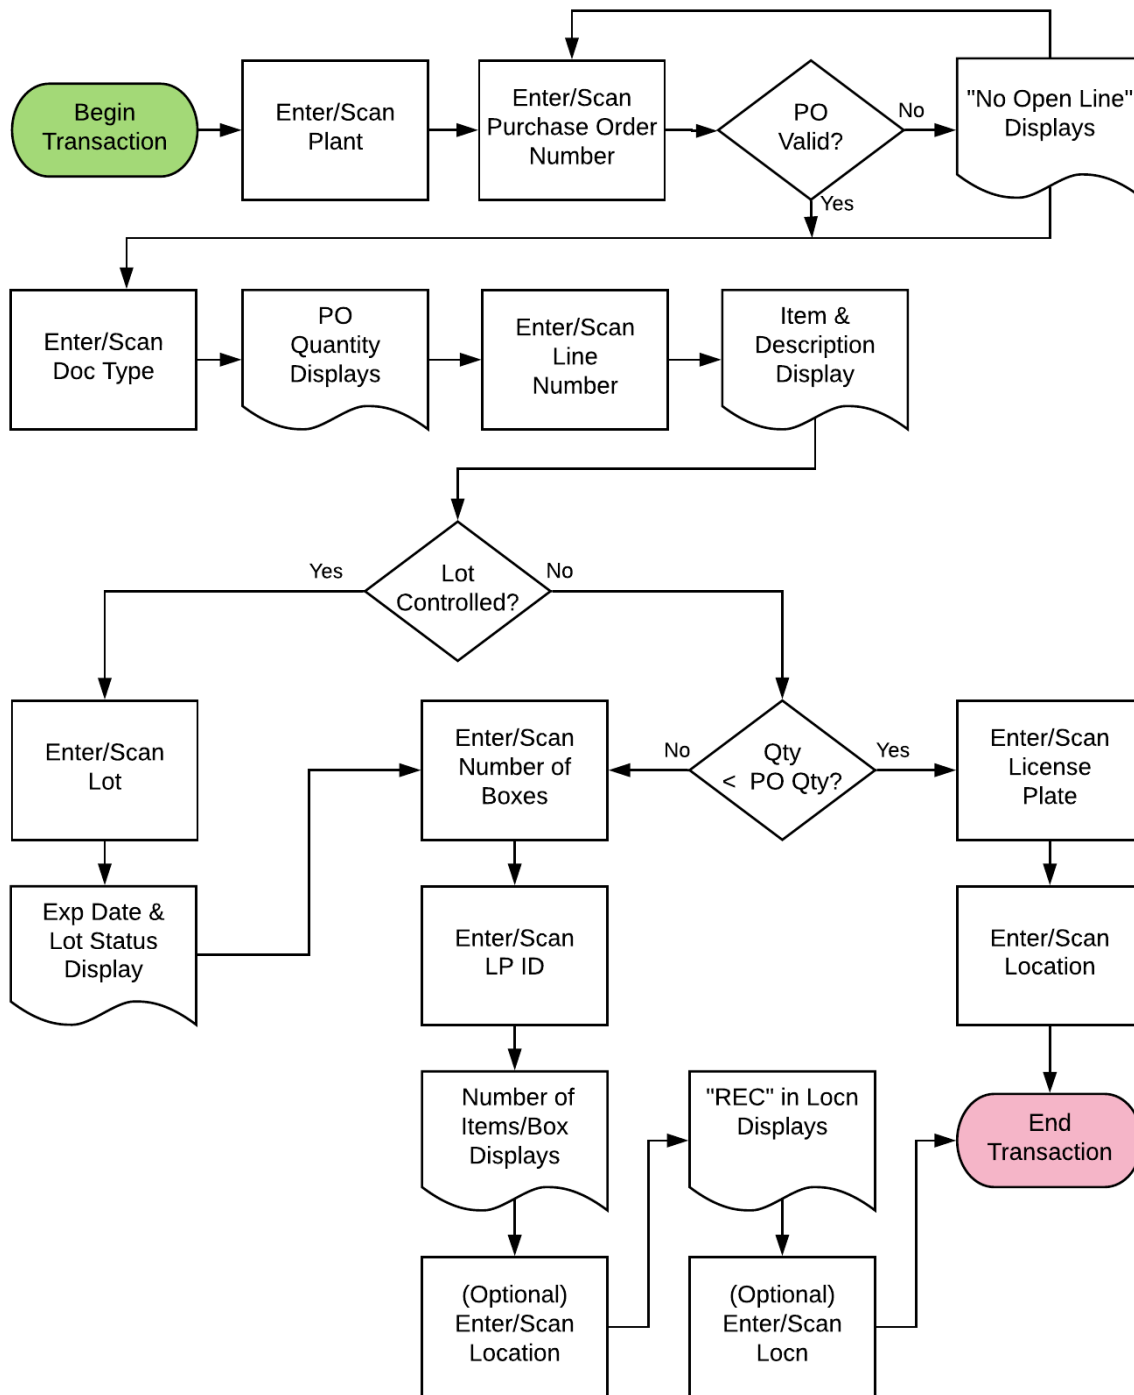 Begin
Transaction
Enter/Scan
Plant
Enter/Scan
Purchase Order
Number
PO
Valid?
No
"No Open Line"
Displays
Yes
Enter/Scan
Doc Type
PO
Quantity
Displays
Enter/Scan
Line
Number
Item &
Description
Display
Yes
Lot
Controlled?
No
Enter/Scan
Lot
Enter/Scan
Number of
Boxes
No
Qty
< PO Qty?
Yes
Enter/Scan
License
Plate
Exp Date &
Lot Status
Display
Enter/Scan
LP ID
Enter/Scan
Location
Number of
Items/Box
Displays
"REC" in Locn
Displays
End
Transaction
(Optional)
Enter/Scan
Location
(Optional)
Enter/Scan
Locn